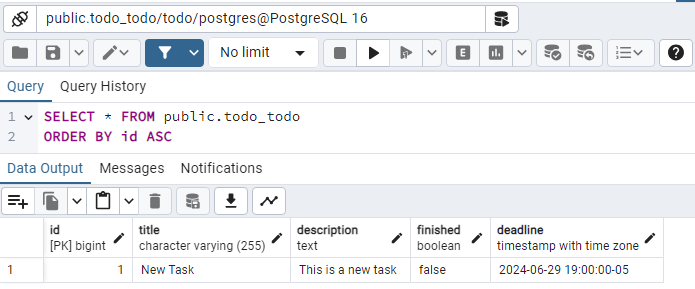 public.todo_todo/todo/postgres@PostgreSQL 16
No limit
E
Query Query History
1 SELECT * FROM public.todo_todo
2 ORDER BY id ASC
Data Output Messages Notifications
id title description finished deadline
[PK] bigint character varying (255) text boolean timestamp with time zone
1 1 New Task This is a new task false 2024-06-29 19:00:00-05